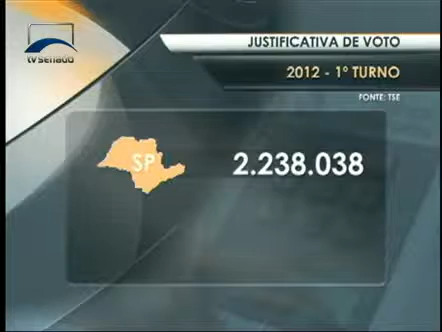 tv senado
JUSTIFICATIVA DE VOTO
2012 - 1º TURNO
FONTE: TSE
SP
2.238.038